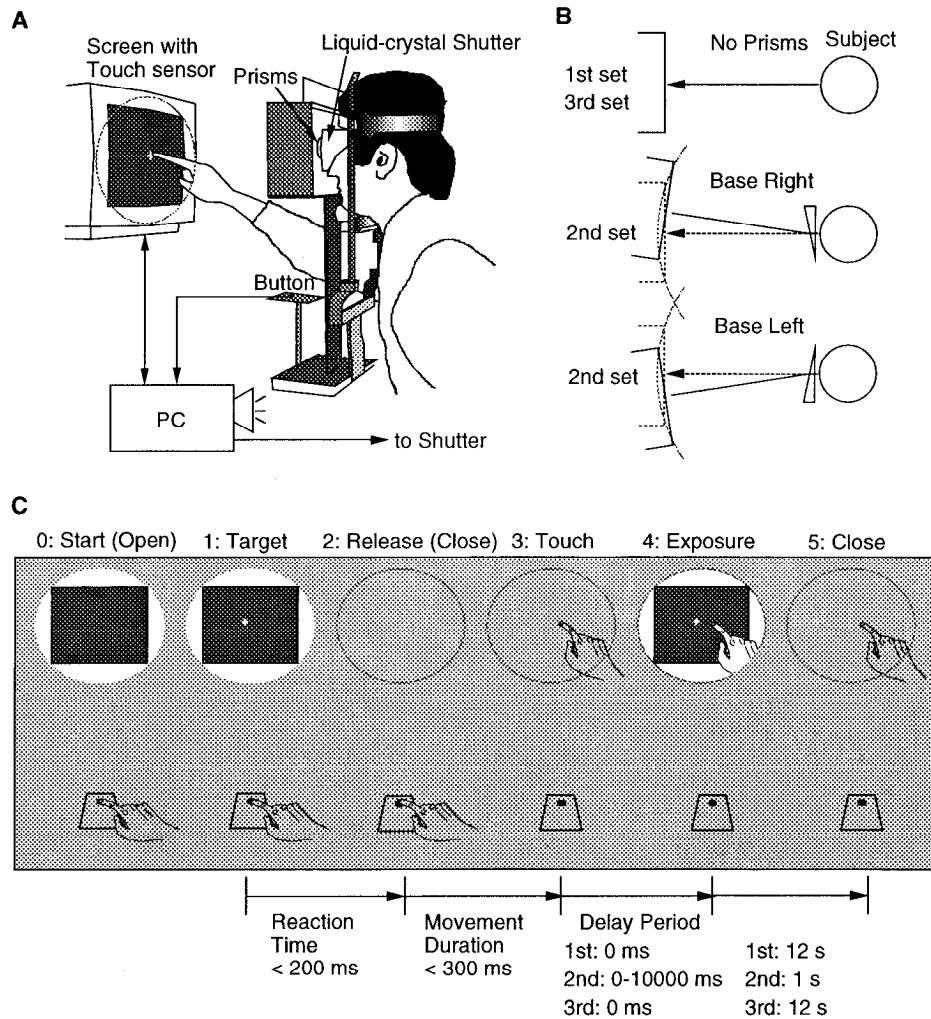 A
Screen with
Touch sensor
Liquid-crystal Shutter
Prisms
Button
PC
to Shutter
B
No Prisms
Subject
1st set
3rd set
Base Right
2nd set
Base Left
2nd set
C
0: Start (Open)
1: Target
2: Release (Close)
3: Touch
4: Exposure
5: Close
Reaction
Time
< 200 ms
Movement
Duration
< 300 ms
Delay Period
1st: 0 ms
2nd: 0-10000 ms
3rd: 0 ms
1st: 12 s
2nd: 1 s
3rd: 12 s